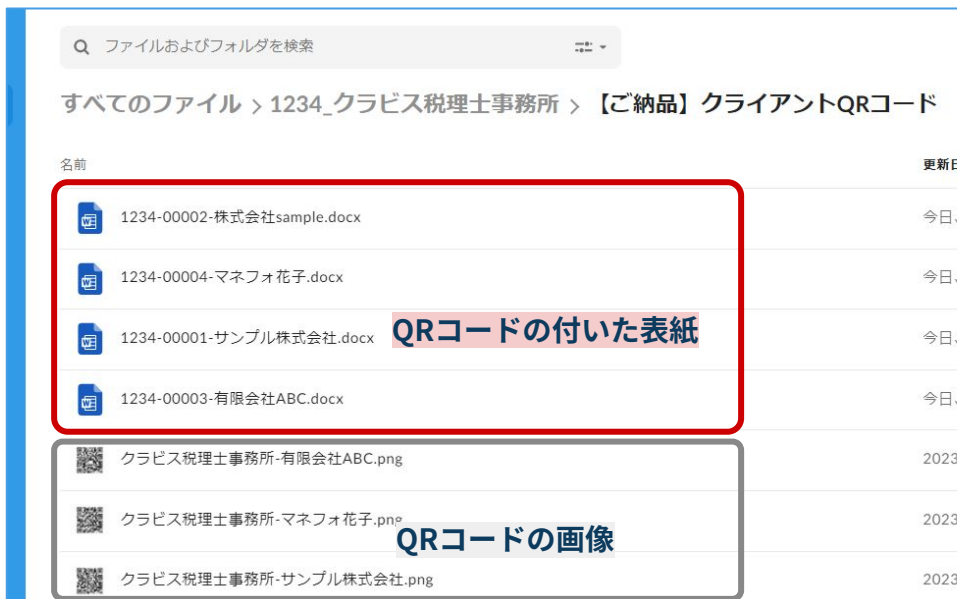 ファイルおよびフォルダを検索
すべてのファイル > 1234_クラビス税理士事務所 > 【ご納品】クライアントQRコード
名前 更新日
1234-00002-株式会社sample.docx 今日、
1234-00004-マネフォ花子.docx 今日、
1234-00001-サンプル株式会社.docx QRコードの付いた表紙 今日、
1234-00003-有限会社ABC.docx 今日、
クラビス税理士事務所-有限会社ABC.png 2023
クラビス税理士事務所-マネフォ花子.png 2023
QRコードの画像
クラビス税理士事務所-サンプル株式会社.png 2023